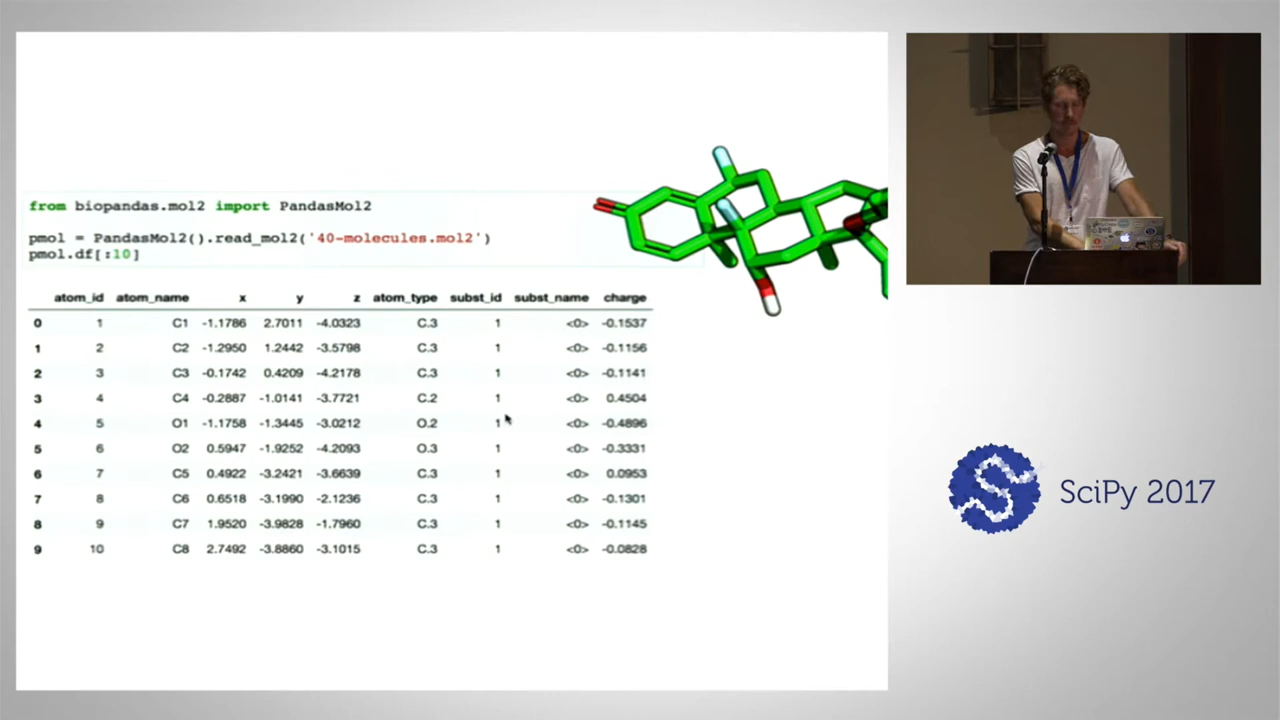 from biopandas.mol2 import PandasMol2
pmol = PandasMol2().read_mol2('40-molecules.mol2')
pmol.df[:10]
atom_id atom_name x y z atom_type subst_id subst_name charge
0 1 C1 -1.1786 2.7011 -4.0323 C.3 1 <0> -0.1537
1 2 C2 -1.2950 1.2442 -3.5798 C.3 1 <0> -0.1156
2 3 C3 -0.1742 0.4209 -4.2178 C.3 1 <0> -0.1141
3 4 C4 -0.2887 -1.0141 -3.7721 C.2 1 <0> 0.4504
4 5 O1 -1.1758 -1.3445 -3.0212 O.2 1 <0> -0.4896
5 6 O2 0.5947 -1.9252 -4.2093 O.3 1 <0> -0.3331
6 7 C5 0.4922 -3.2421 -3.6639 C.3 1 <0> 0.0953
7 8 C6 0.6518 -3.1990 -2.1236 C.3 1 <0> -0.1301
8 9 C7 1.9520 -3.9828 -1.7960 C.3 1 <0> -0.1145
9 10 C8 2.7492 -3.8860 -3.1015 C.3 1 <0> -0.0828
SciPy 2017